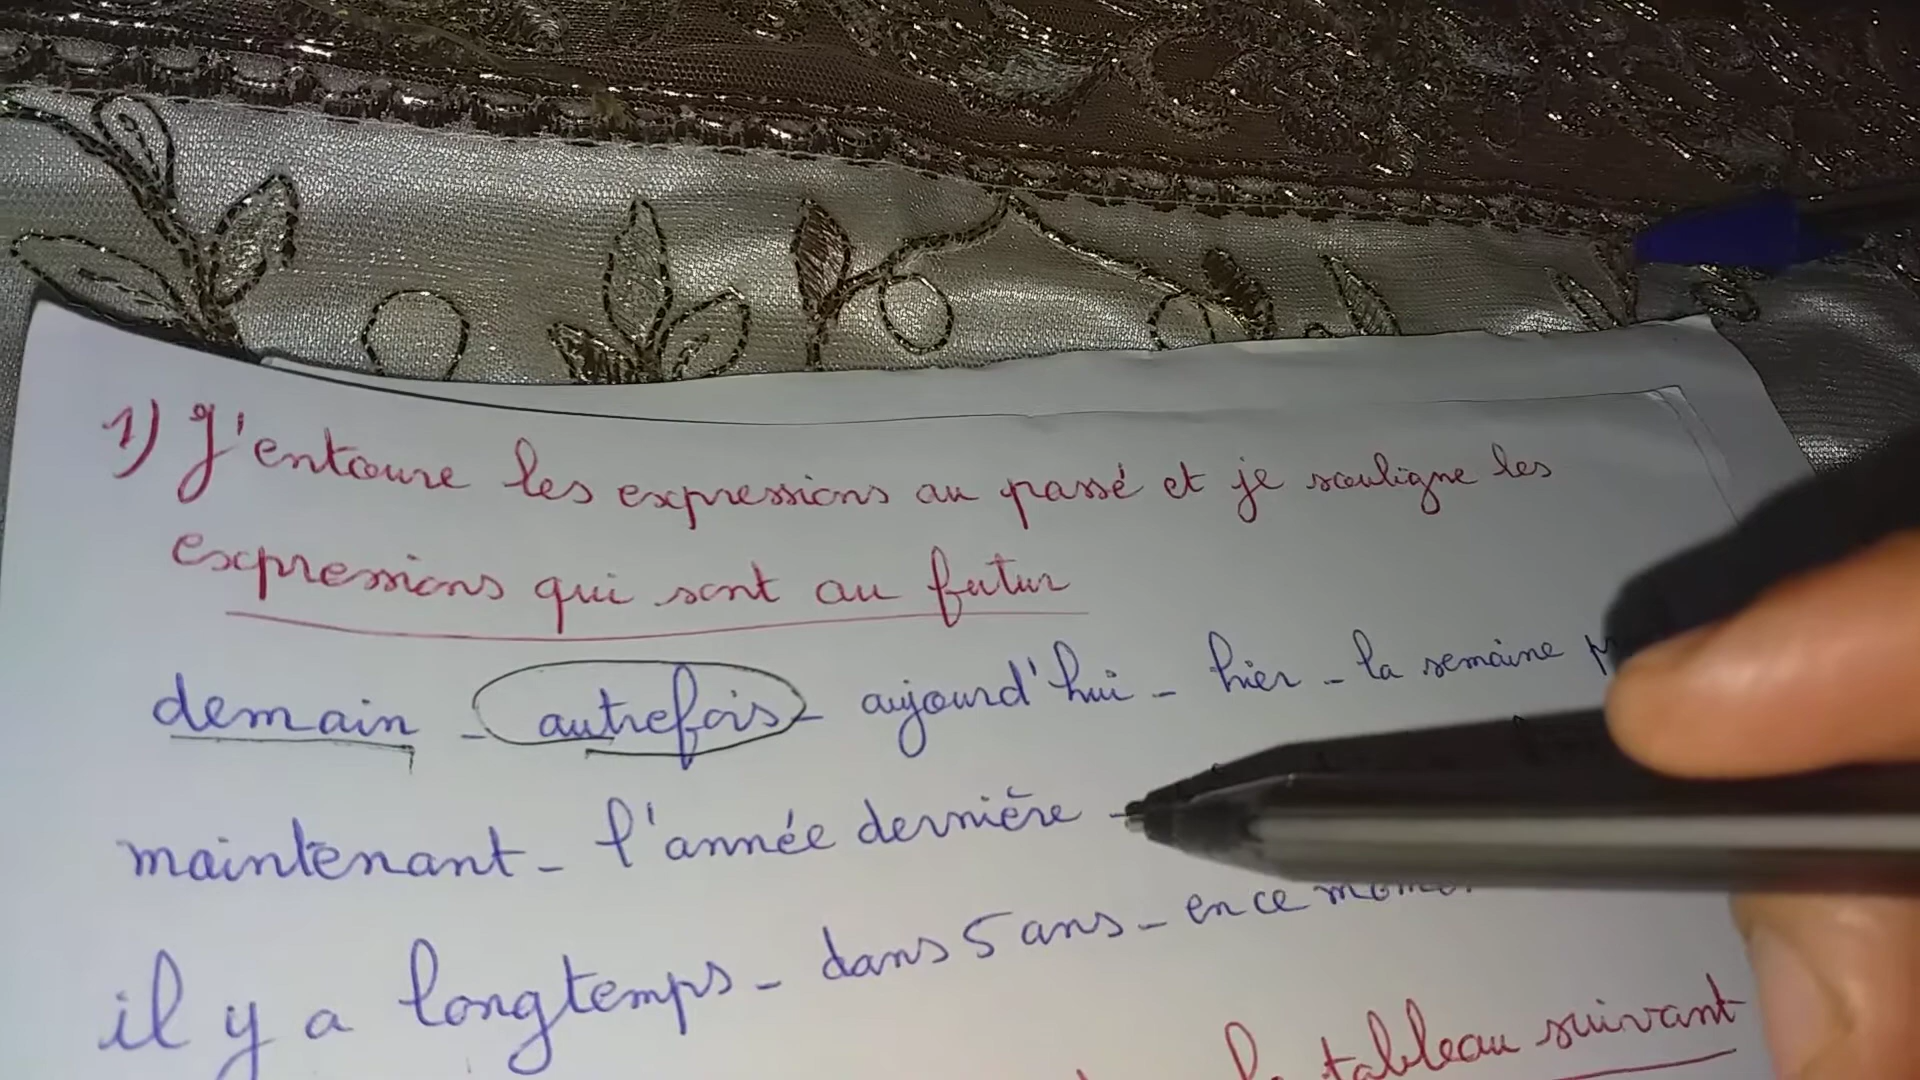 1) J'entoure les expressions au passé et je souligne les
expressions qui sont au futur
demain - autrefois - aujourd'hui - hier - la semaine
maintenant - l'année dernière -
il y a longtemps - dans 5 ans - en ce
tableau suivant